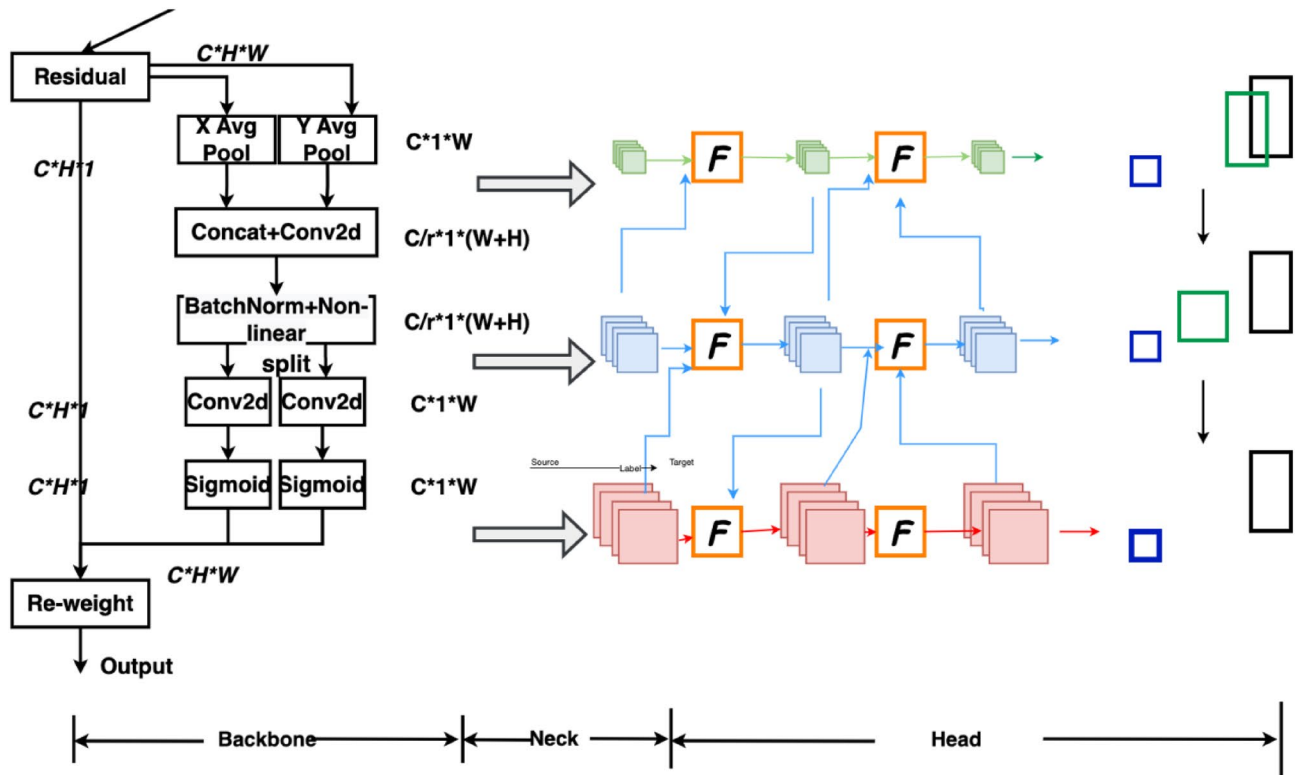 C*H*W
Residual
X Avg
Pool
Y Avg
Pool
C*1*W
C*H*1
Concat+Conv2d
C/r*1*(W+H)
BatchNorm+Non-
linear
C/r*1*(W+H)
split
Conv2d
Conv2d
C*H*1
C*1*W
Sigmoid
Sigmoid
C*H*1
C*1*W
C*H*W
Re-weight
Output
F
F
F
F
Source
Label
Target
F
F
Backbone
Neck
Head